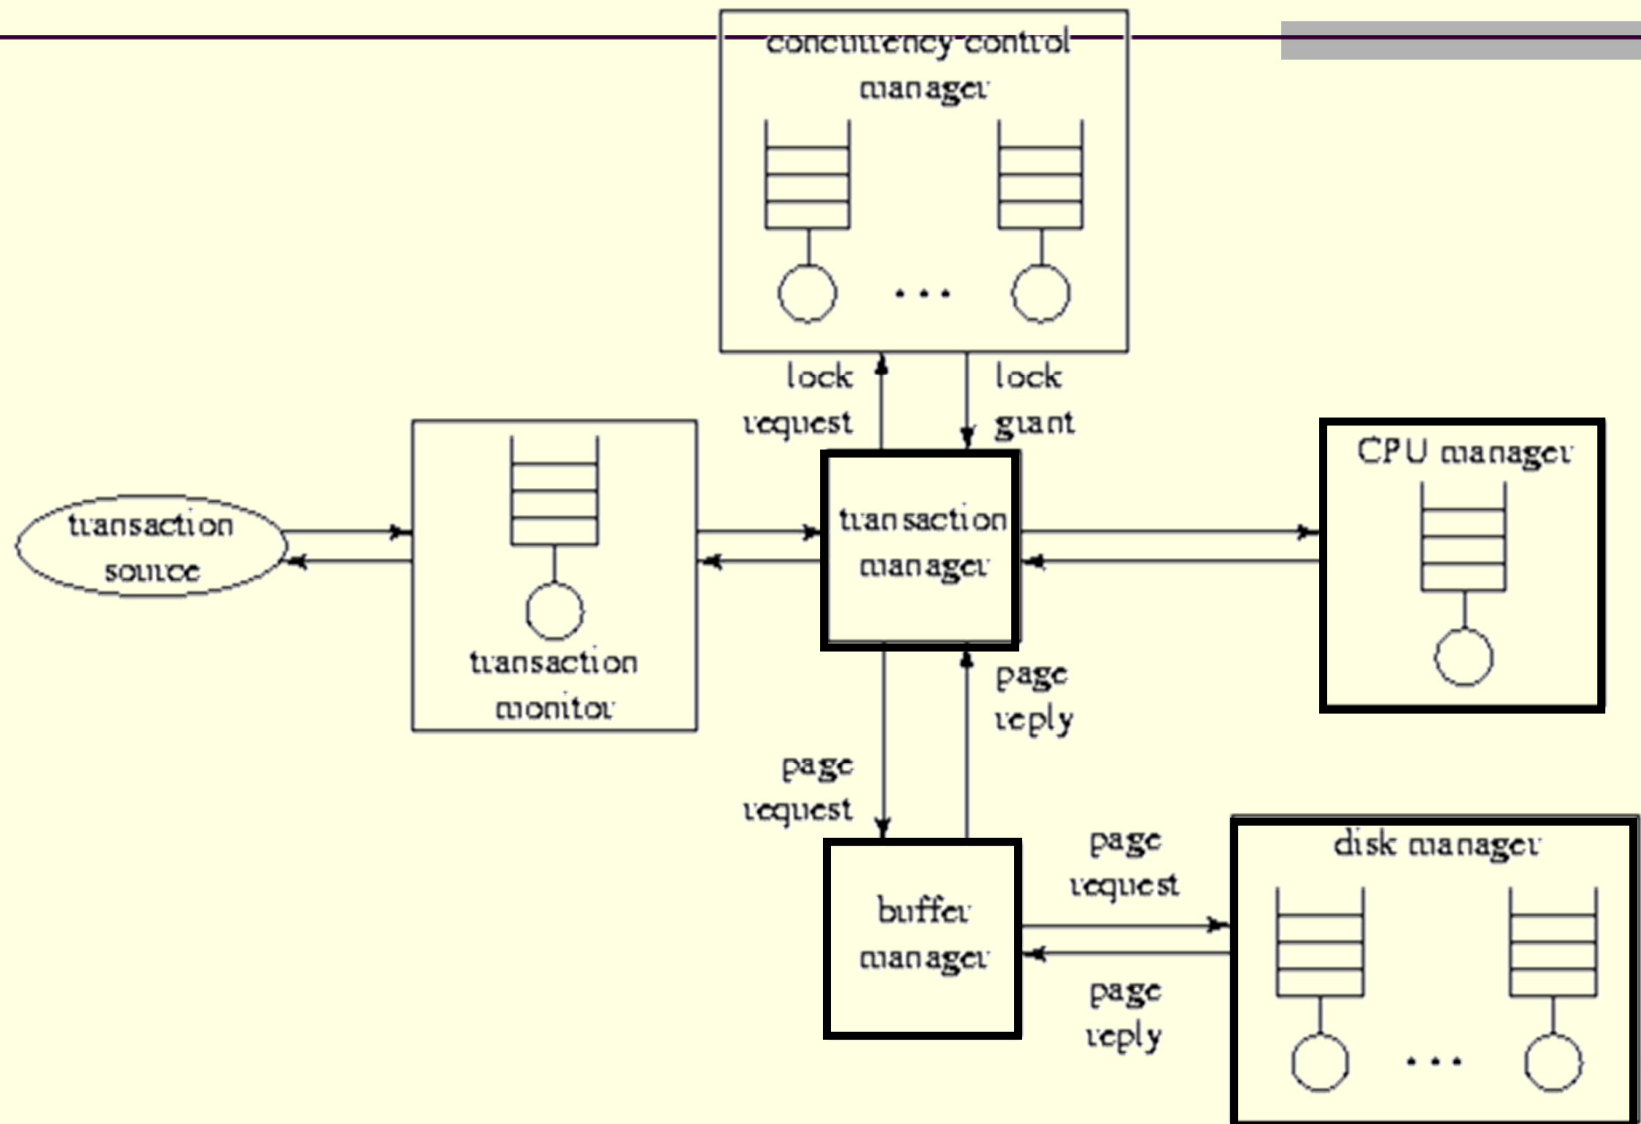 concurrency control
manager
lock
request
lock
grant
CPU manager
transaction
source
transaction
monitor
transaction
manager
page
reply
page
request
buffer
manager
page
request
page
reply
disk manager